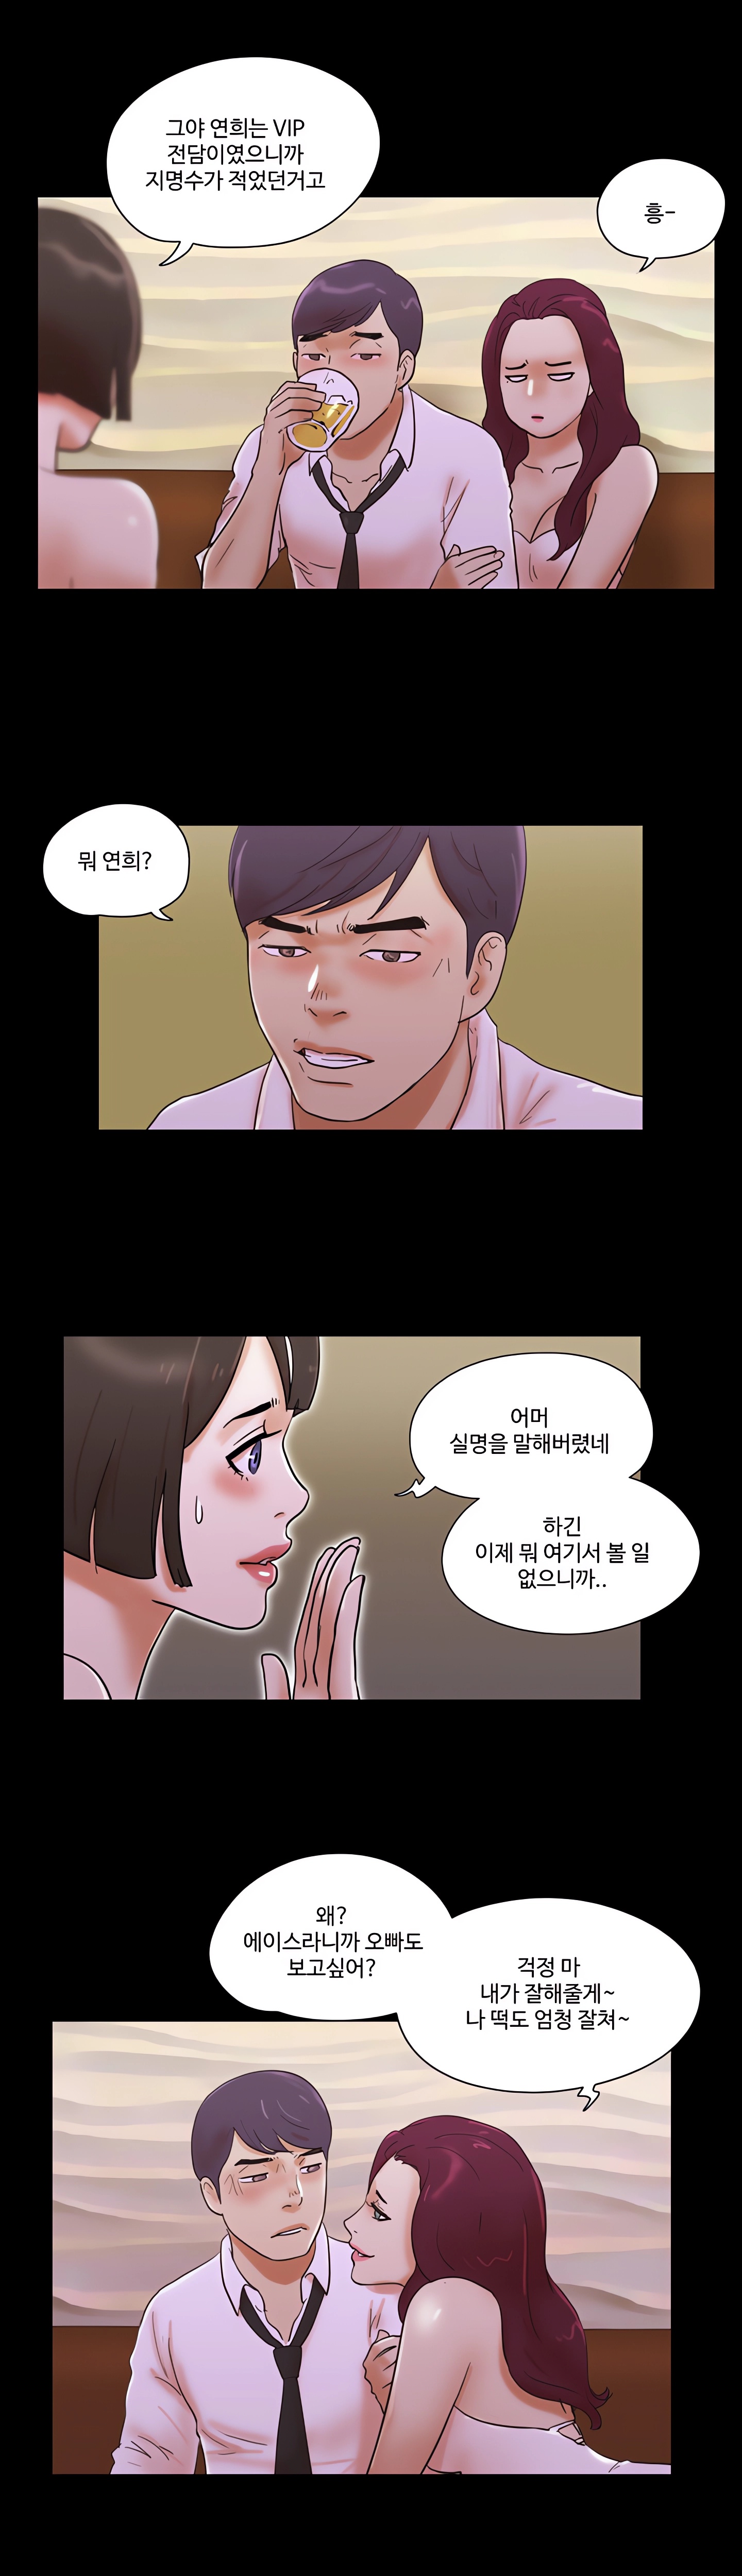 그야 연희는 VIP
전담이였으니까
지명수가 적었던거고
흥-
뭐 연희?
어머
실명을 말해버렸네
하긴
이제 뭐 여기서 볼 일
없으니까..
왜?
에이스라니까 오빠도
보고싶어?
걱정 마
내가 잘해줄게~
나 떡도 엄청 잘쳐~